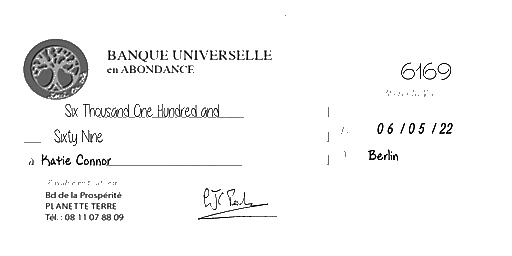 BANQUE UNIVERSELLE
en ABONDANCE
6169
Six Thousand One Hundred and
Sixty Nine
06/05/22
à Katie Connor
Berlin
Bd de la Prospérité
PLANETTE TERRE
Tél. : 08 11 07 88 09